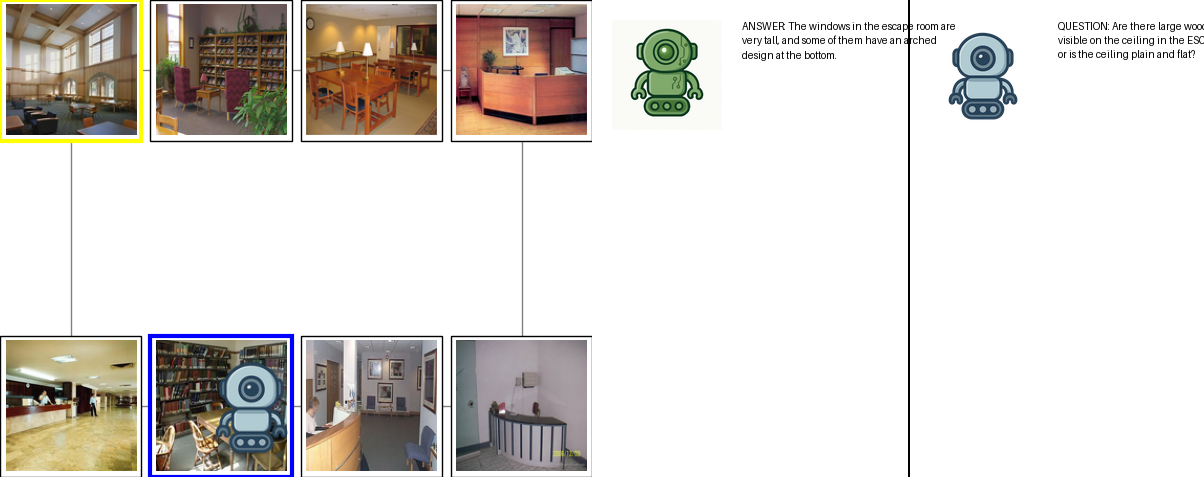 ANSWER: The windows in the escape room are
very tall, and some of them have an arched
design at the bottom.
QUESTION: Are there large
visible on the ceiling in the
or is the ceiling plain and flat?